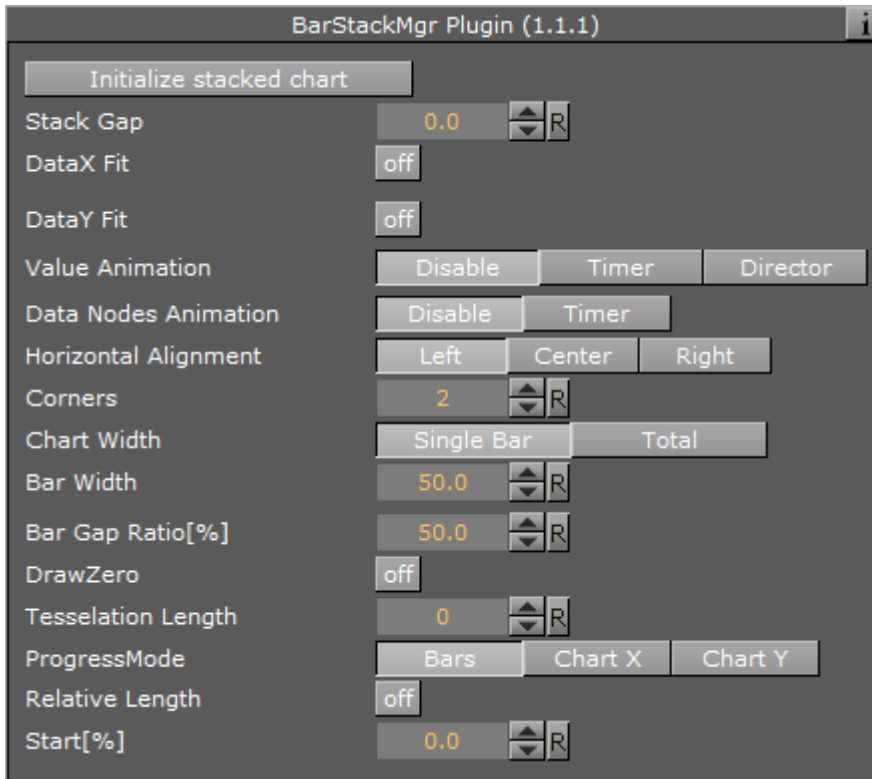 BarStackMgr Plugin (1.1.1) i
Initialize stacked chart
Stack Gap 0.0 R
DataX Fit off
DataY Fit off
Value Animation Disable Timer Director
Data Nodes Animation Disable Timer
Horizontal Alignment Left Center Right
Corners 2 R
Chart Width Single Bar Total
Bar Width 50.0 R
Bar Gap Ratio[%] 50.0 R
DrawZero off
Tesselation Length 0 R
ProgressMode Bars Chart X Chart Y
Relative Length off
Start[%] 0.0 R